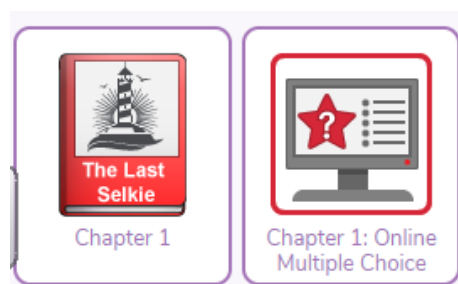 The Last
Selkie
Chapter 1
?
Chapter 1: Online
Multiple Choice